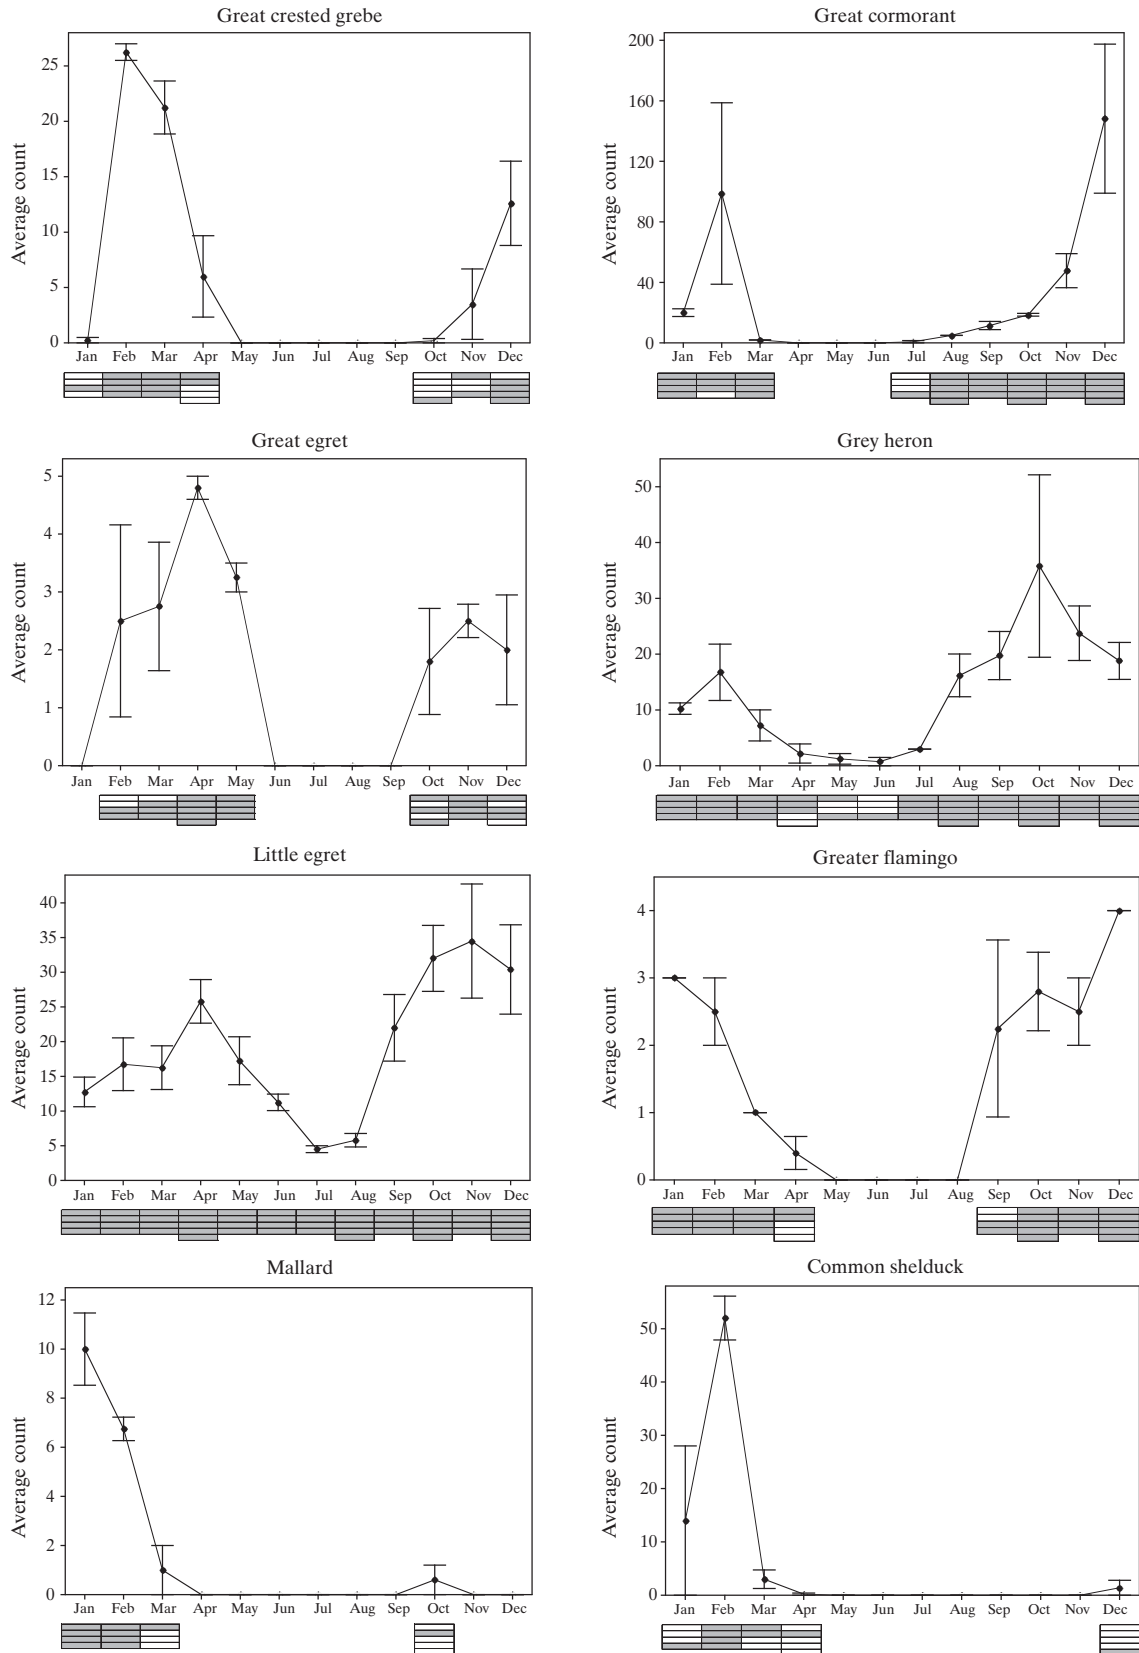 Great crested grebe
Average count
25
20
15
10
5
0
Jan Feb Mar Apr May Jun Jul Aug Sep Oct Nov Dec
Great cormorant
Average count
200
160
120
80
40
0
Jan Feb Mar Apr May Jun Jul Aug Sep Oct Nov Dec
Great egret
Average count
5
4
3
2
1
0
Jan Feb Mar Apr May Jun Jul Aug Sep Oct Nov Dec
Grey heron
Average count
50
40
30
20
10
0
Jan Feb Mar Apr May Jun Jul Aug Sep Oct Nov Dec
Little egret
Average count
40
35
30
25
20
15
10
5
0
Jan Feb Mar Apr May Jun Jul Aug Sep Oct Nov Dec
Greater flamingo
Average count
4
3
2
1
0
Jan Feb Mar Apr May Jun Jul Aug Sep Oct Nov Dec
Mallard
Average count
12
10
8
6
4
2
0
Jan Feb Mar Apr May Jun Jul Aug Sep Oct Nov Dec
Common shelduck
Average count
50
40
30
20
10
0
Jan Feb Mar Apr May Jun Jul Aug Sep Oct Nov Dec